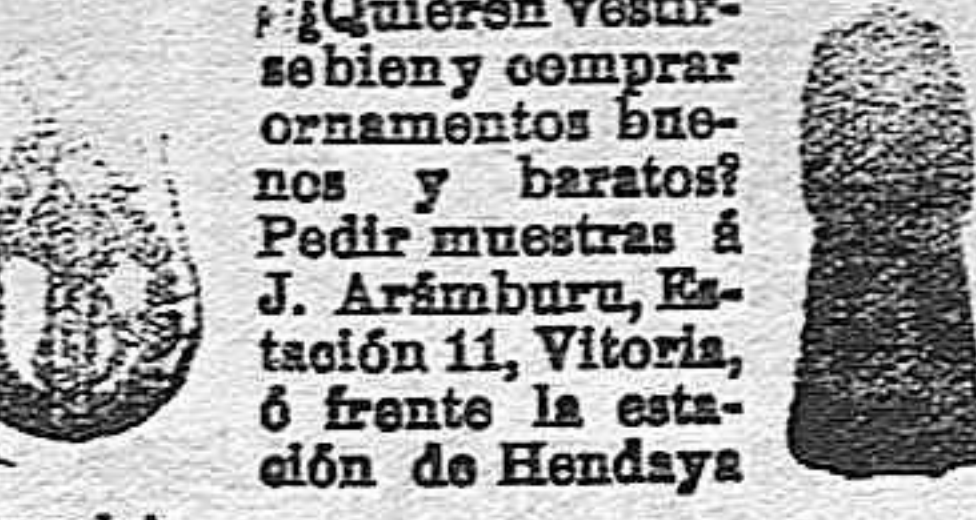 ¿Quieren vestir-
se bien y comprar
ornamentos bue-
nos y baratos?
Pedir muestras á
J. Arámburu, Es-
tación 11, Vitoria,
ó frente la esta-
ción de Hendaya